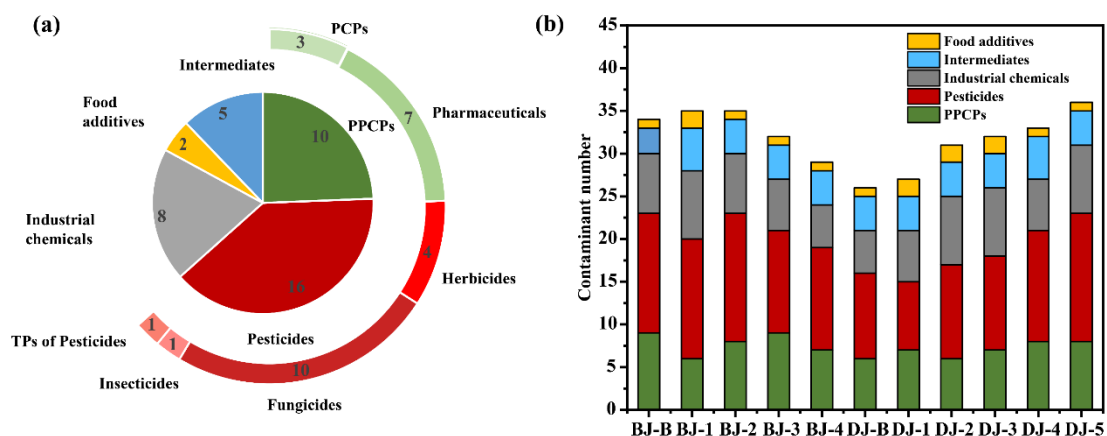 (a)
PCPs
3
Intermediates
Pharmaceuticals
7
Food
additives
5
PPCPs
10
2
Industrial
chemicals
8
4
Herbicides
16
TPs of Pesticides
1
1
Pesticides
Insecticides
10
Fungicides
(b)
45
40
35
30
25
20
15
10
5
0
Contaminant number
Food additives
Intermediates
Industrial chemicals
Pesticides
PPCPs
BJ-B BJ-1 BJ-2 BJ-3 BJ-4 DJ-B DJ-1 DJ-2 DJ-3 DJ-4 DJ-5